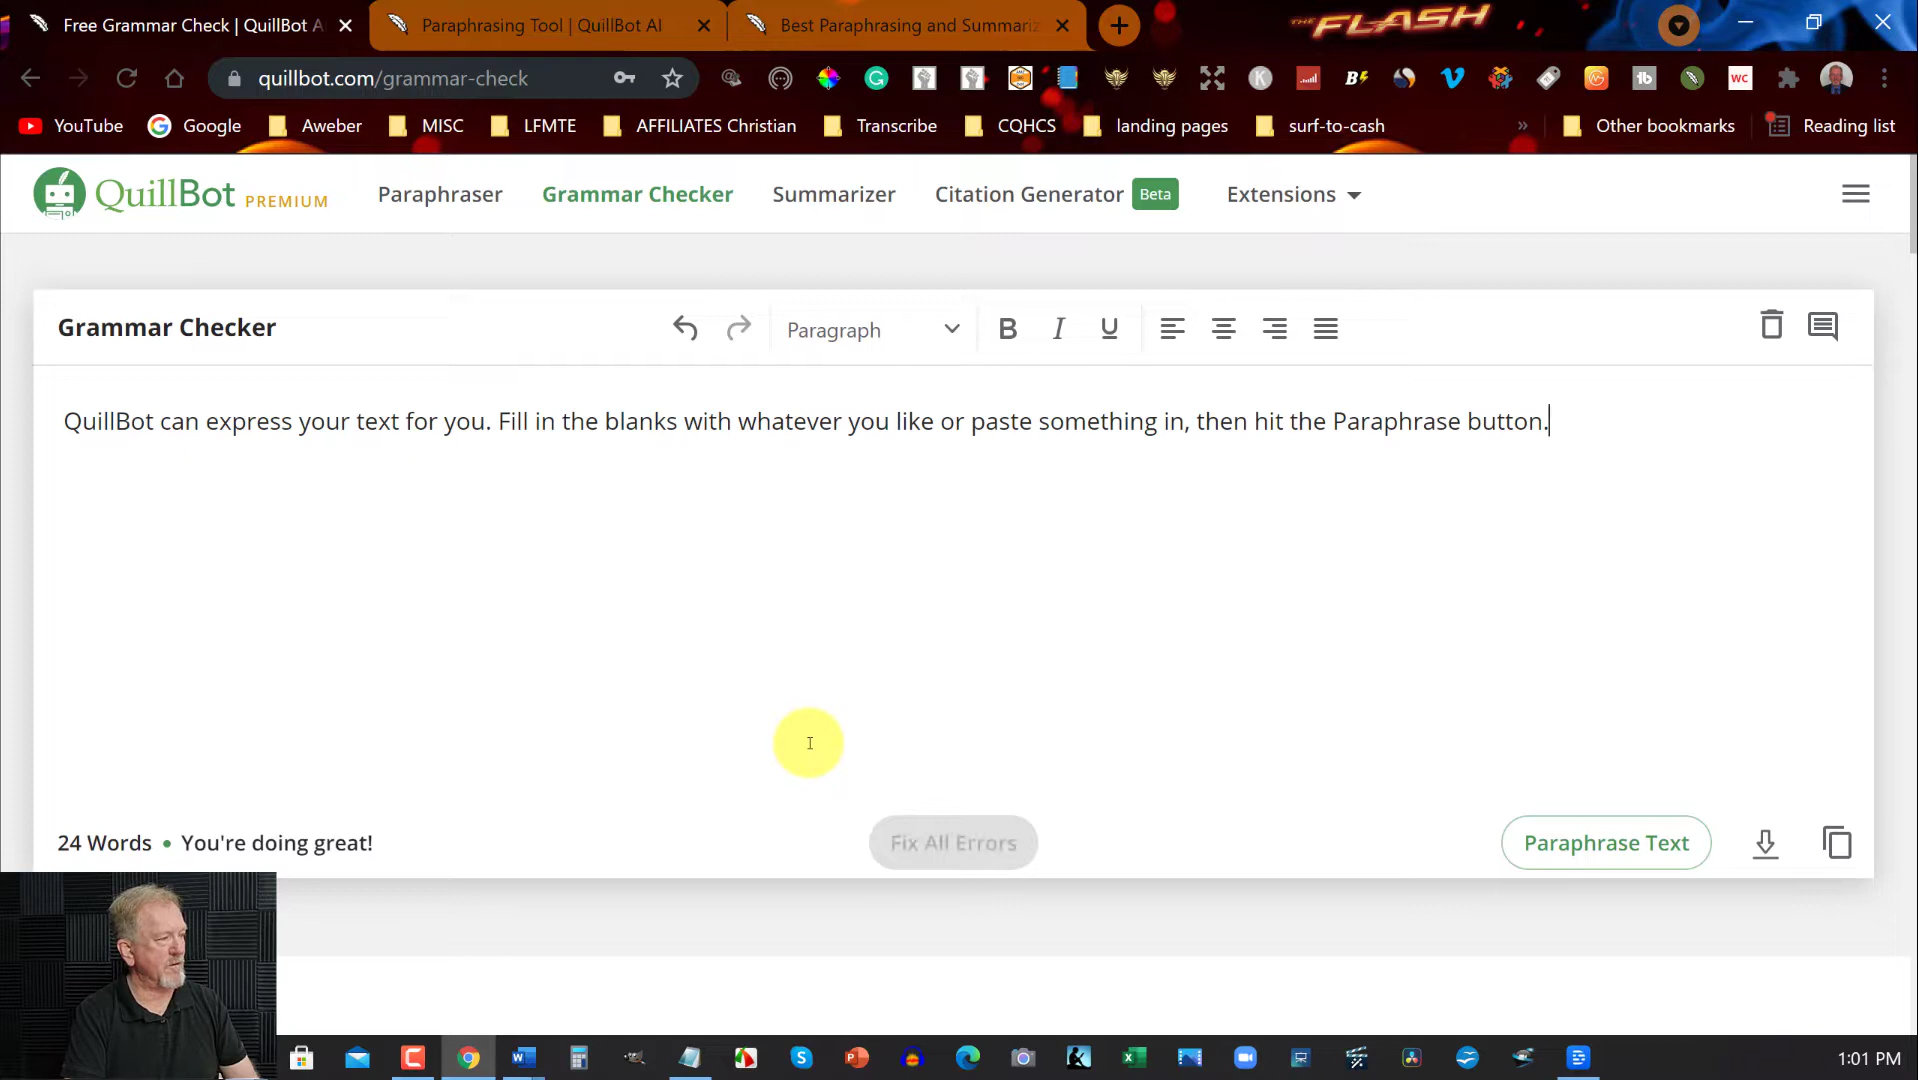 Free Grammar Check | QuillBot A
Paraphrasing Tool | QuillBot AI
Best Paraphrasing and Summariz
THE FLASH
quillbot.com/grammar-check
YouTube
Google
Aweber
MISC
LFMTE
AFFILIATES Christian
Transcribe
CQHCS
landing pages
surf-to-cash
»
Other bookmarks
Reading list
QuillBot PREMIUM
Paraphraser
Grammar Checker
Summarizer
Citation Generator Beta
Extensions
Grammar Checker
Paragraph
B I U
QuillBot can express your text for you. Fill in the blanks with whatever you like or paste something in, then hit the Paraphrase button.
24 Words • You're doing great!
Fix All Errors
Paraphrase Text
1:01 PM